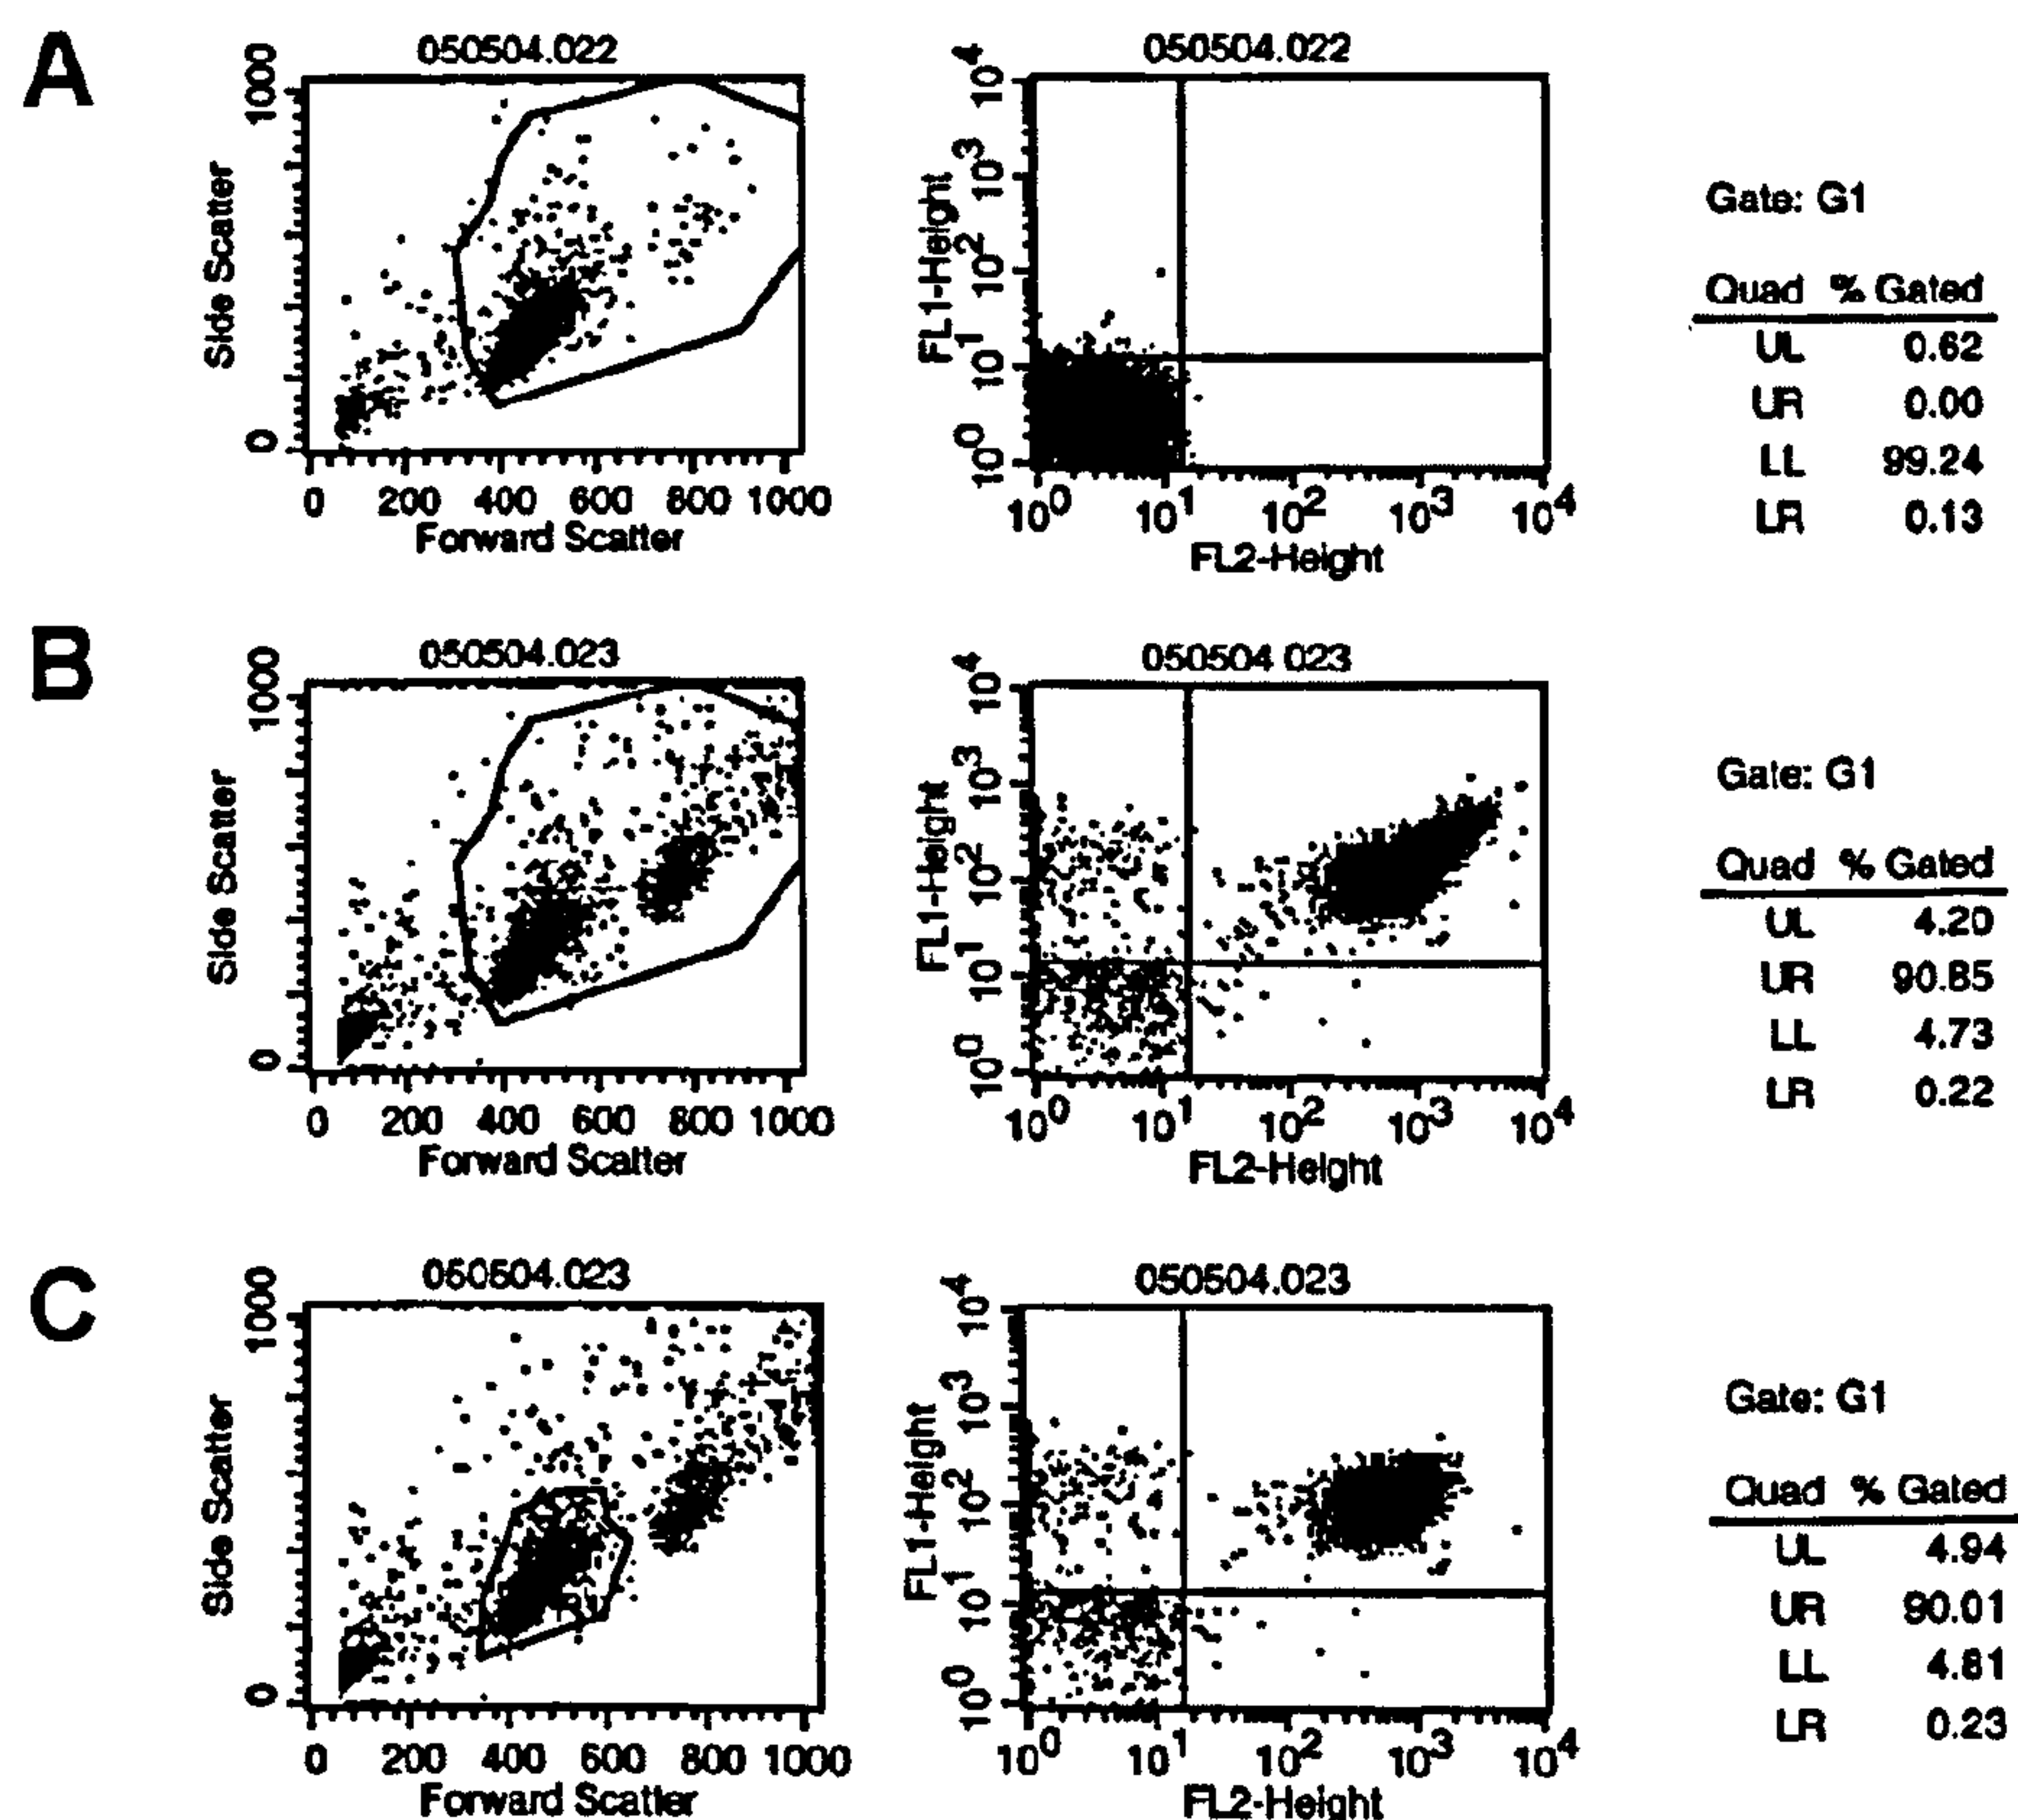 A
050504.022
1000
0
Side Scatter
0 200 400 600 800 1000
Forward Scatter
050504.022
10^4
10^3
10^2
10^1
10^0
FL1-Height
10^0 10^1 10^2 10^3 10^4
FL2-Height
Gate: G1
Quad % Gated
UL 0.62
UR 0.00
LL 99.24
LR 0.13
B
050504.023
1000
0
Side Scatter
0 200 400 600 800 1000
Forward Scatter
050504 023
10^4
10^3
10^2
10^1
10^0
FL1-Height
10^0 10^1 10^2 10^3 10^4
FL2-Height
Gate: G1
Quad % Gated
UL 4.20
UR 90.85
LL 4.73
LR 0.22
C
050504.023
1000
0
Side Scatter
0 200 400 600 800 1000
Forward Scatter
050504.023
10^4
10^3
10^2
10^1
10^0
FL1-Height
10^0 10^1 10^2 10^3 10^4
FL2-Height
Gate: G1
Quad % Gated
UL 4.94
UR 90.01
LL 4.81
LR 0.23